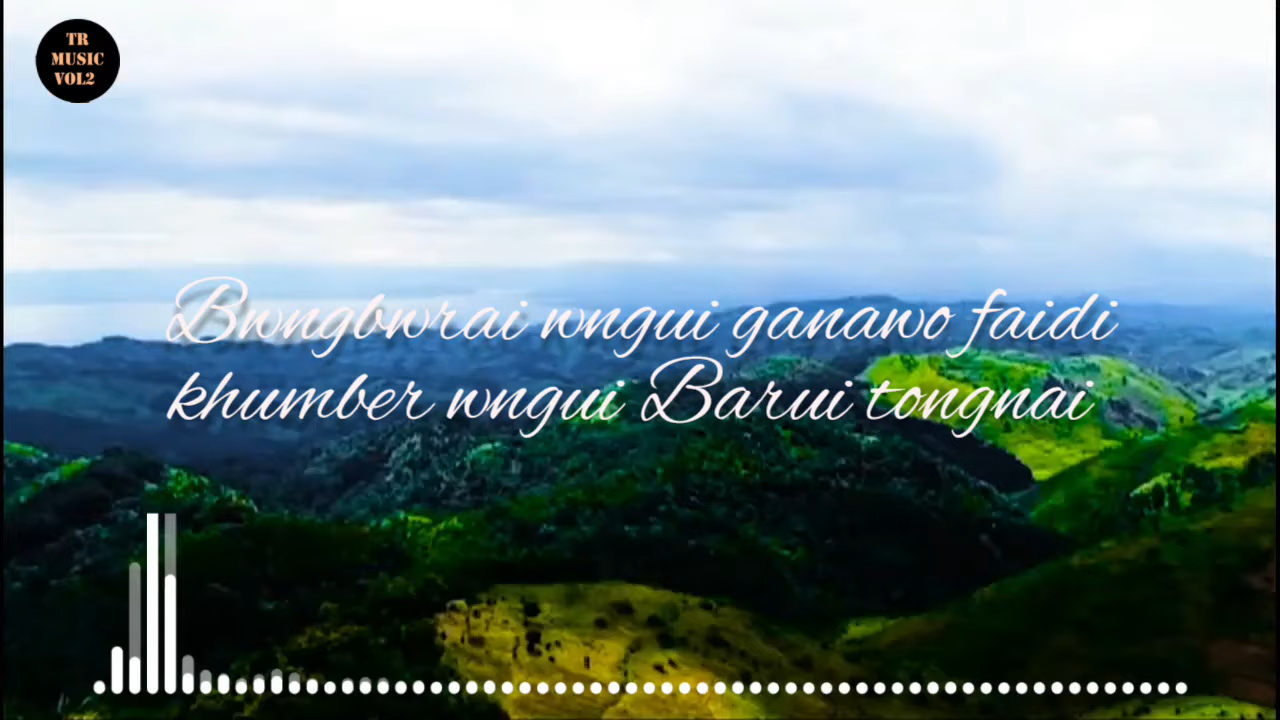 TR
MUSIC
VOL2
Bwngbwrai wngui ganawo faidi
khumber wngui Barui tongnai